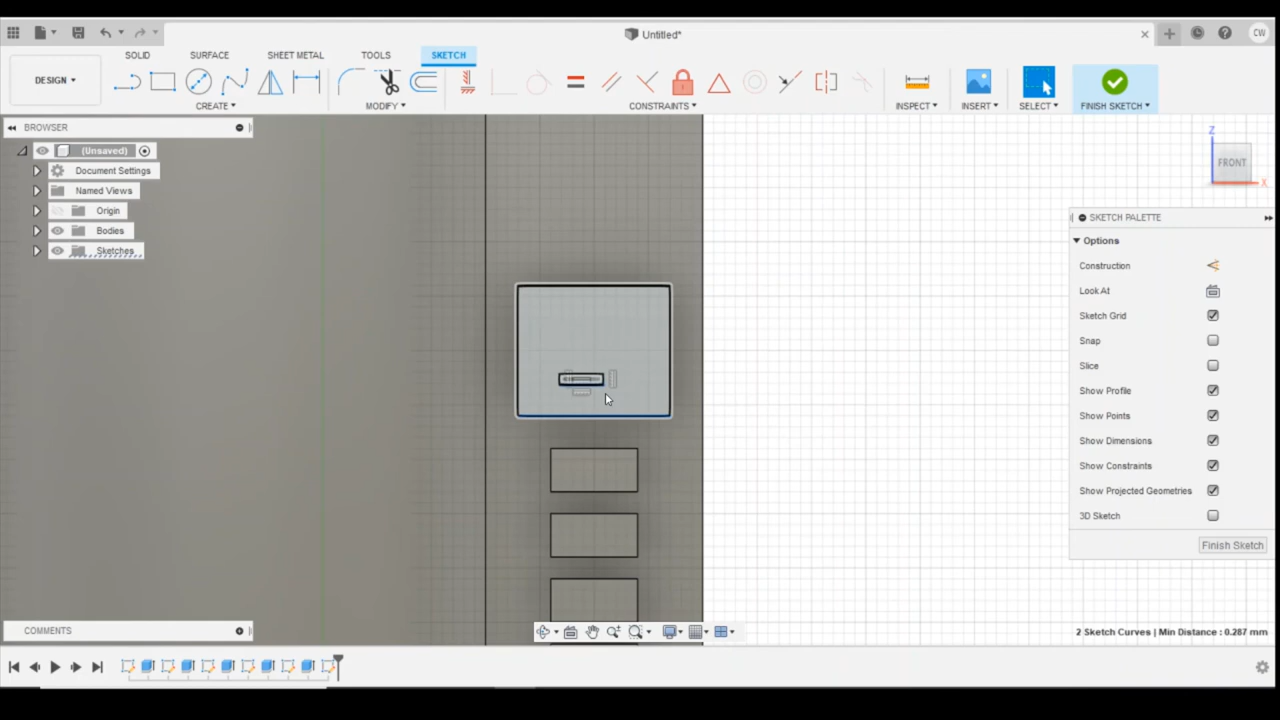 Untitled*
CW
DESIGN
SOLID
SURFACE
SHEET METAL
TOOLS
SKETCH
CREATE
MODIFY
CONSTRAINTS
INSPECT
INSERT
SELECT
FINISH SKETCH
BROWSER
(Unsaved)
Document Settings
Named Views
Origin
Bodies
Sketches
Z
FRONT
X
SKETCH PALETTE
Options
Construction
Look At
Sketch Grid
Snap
Slice
Show Profile
Show Points
Show Dimensions
Show Constraints
Show Projected Geometries
3D Sketch
Finish Sketch
COMMENTS
2 Sketch Curves | Min Distance : 0.287 mm